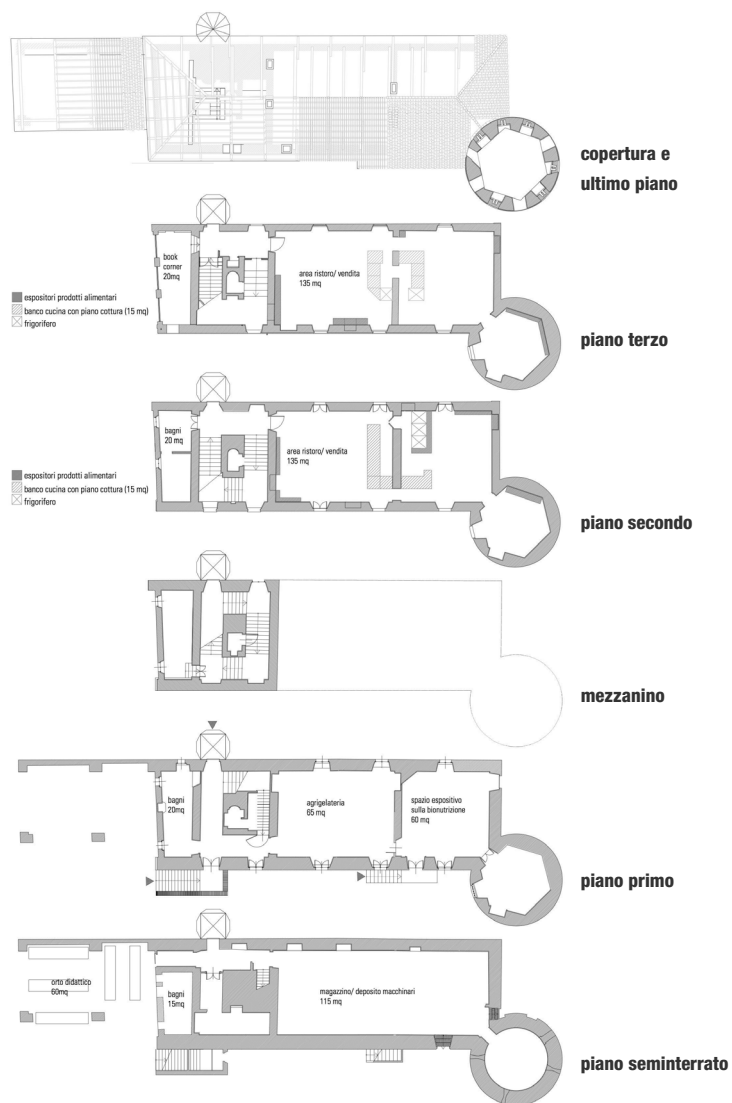 copertura e
ultimo piano
book
corner
20mq
area ristoro/ vendita
135 mq
espositori prodotti alimentari
banco cucina con piano cottura (15 mq)
frigorifero
piano terzo
bagni
20 mq
area ristoro/ vendita
135 mq
espositori prodotti alimentari
banco cucina con piano cottura (15 mq)
frigorifero
piano secondo
mezzanino
bagni
20mq
agrigelateria
65 mq
spazio espositivo
sulla bionutrizione
60 mq
piano primo
orto didattico
60mq
bagni
15mq
magazzino/ deposito macchinari
115 mq
piano seminterrato